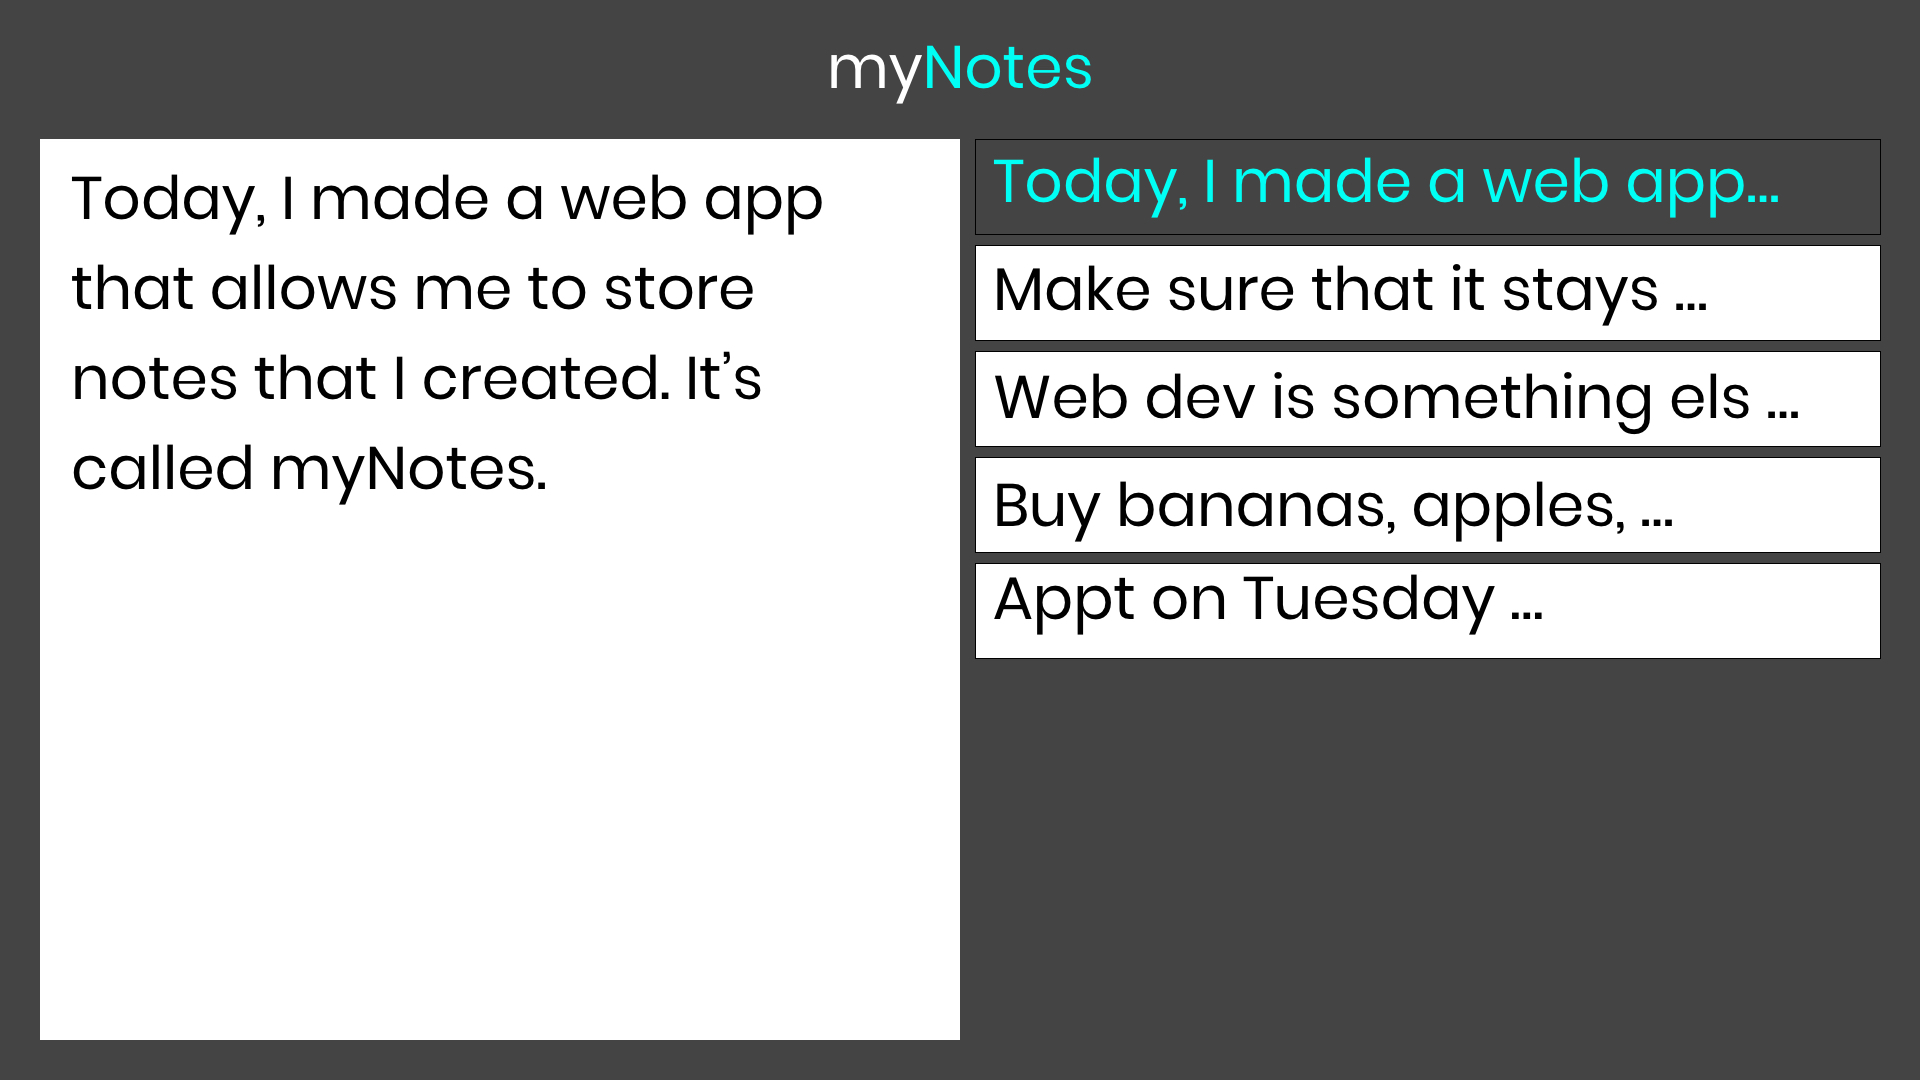 myNotes
Today, I made a web app
that allows me to store
notes that I created. It’s
called myNotes.
Today, I made a web app...
Make sure that it stays ...
Web dev is something els ...
Buy bananas, apples, ...
Appt on Tuesday ...